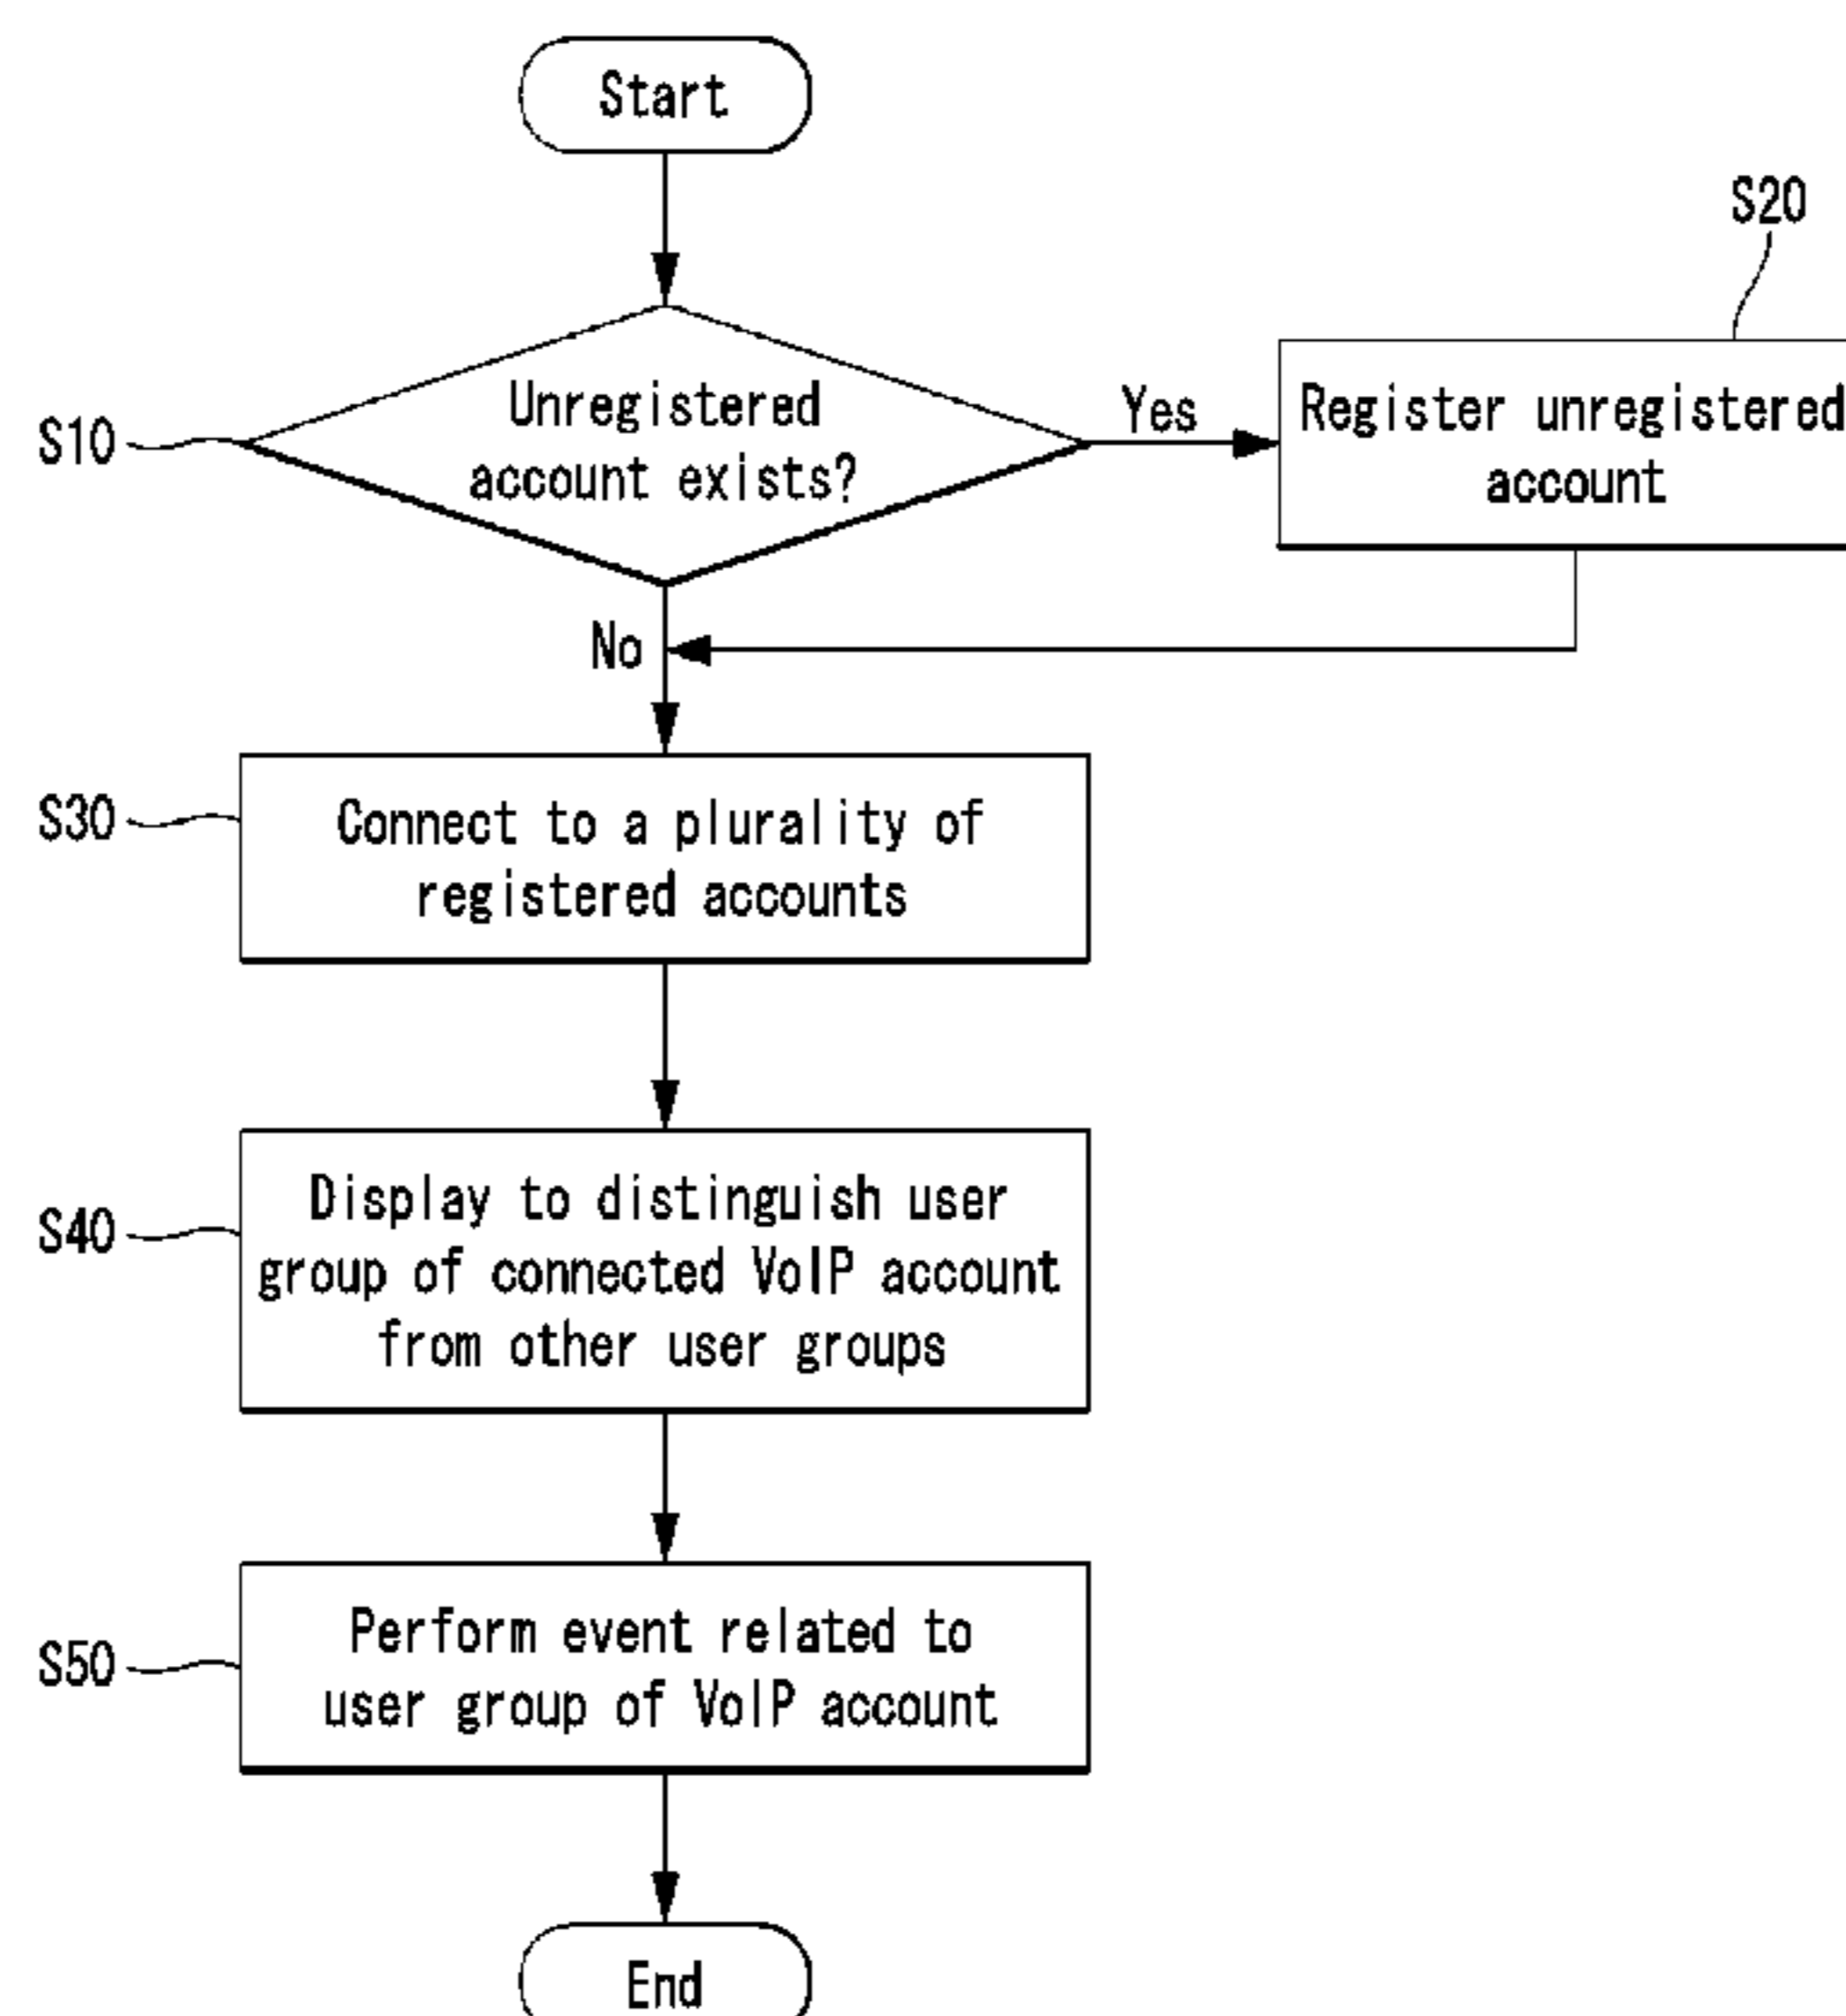 Start
S20
S10
Unregistered
account exists?
Yes
Register unregistered
account
No
S30
Connect to a plurality of
registered accounts
S40
Display to distinguish user
group of connected VoIP account
from other user groups
S50
Perform event related to
user group of VoIP account
End